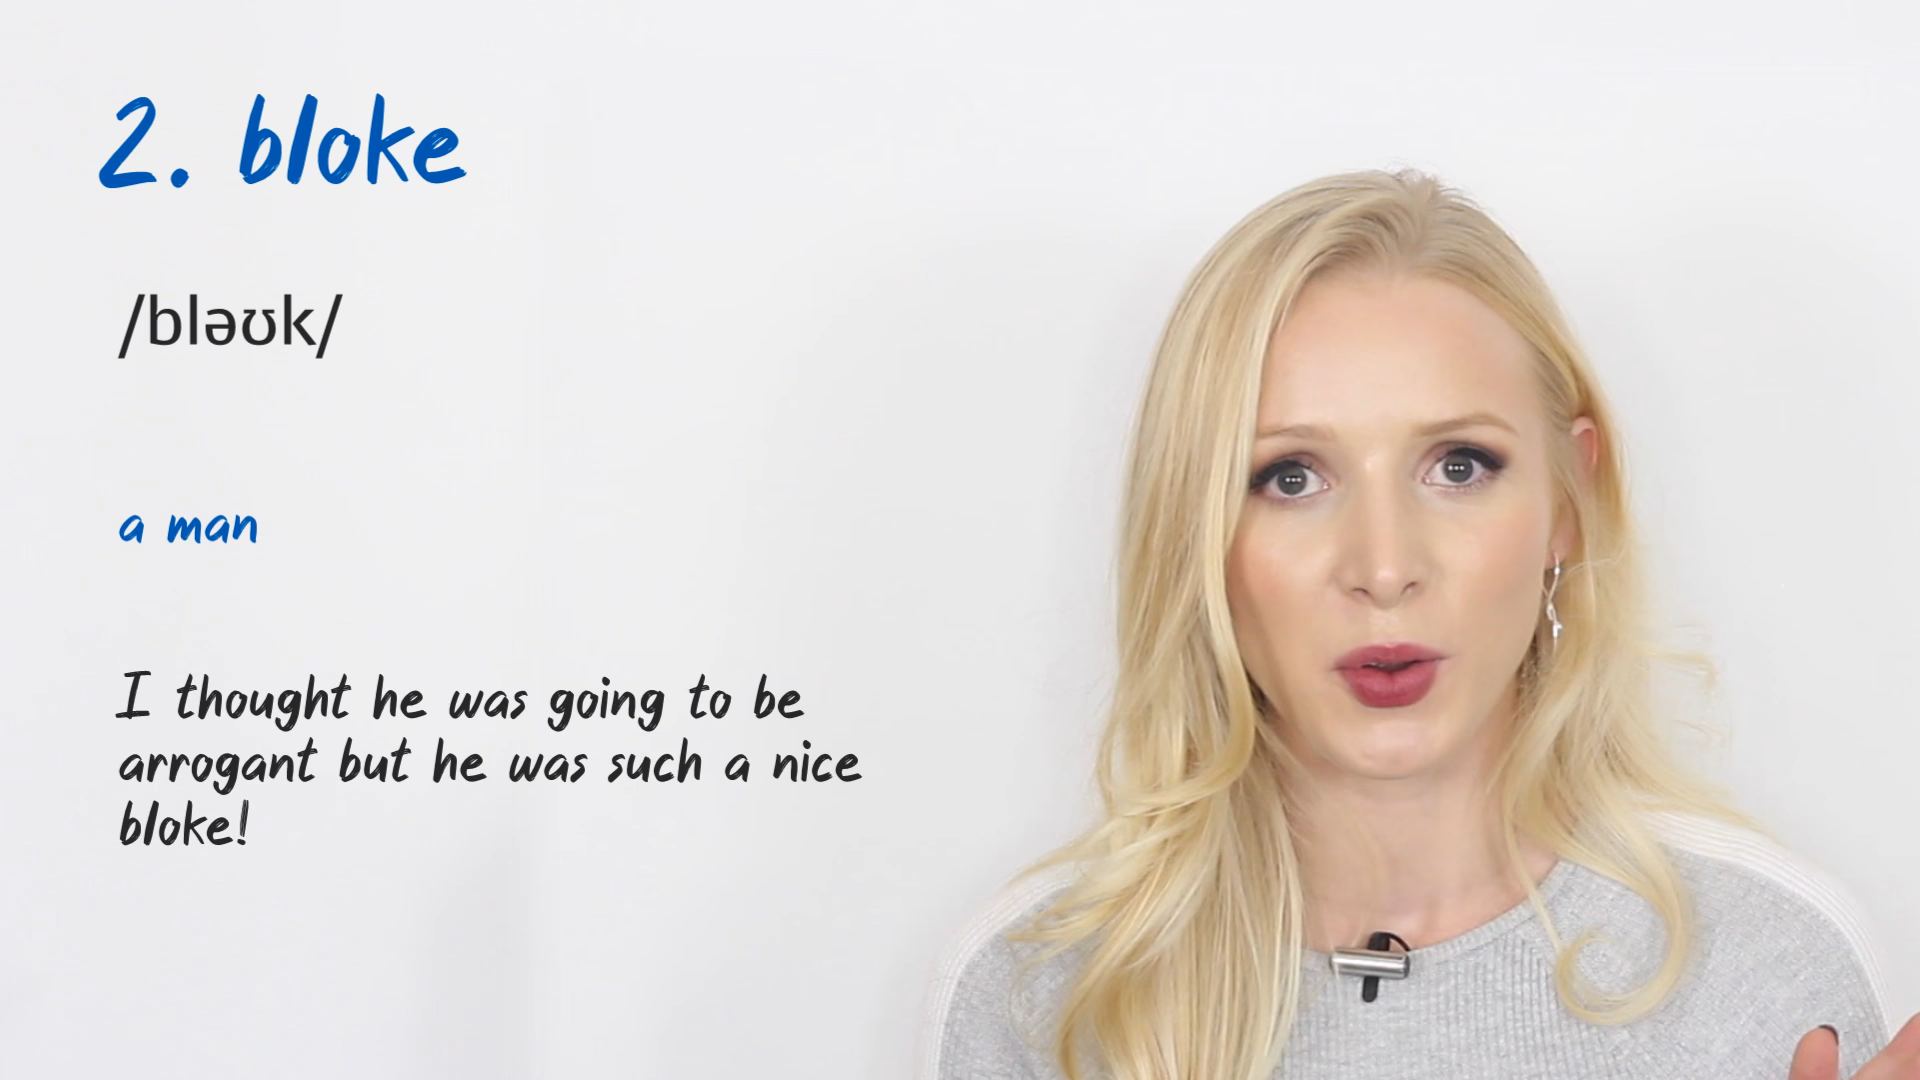 2. bloke
/bləʊk/
a man
I thought he was going to be
arrogant but he was such a nice
bloke!